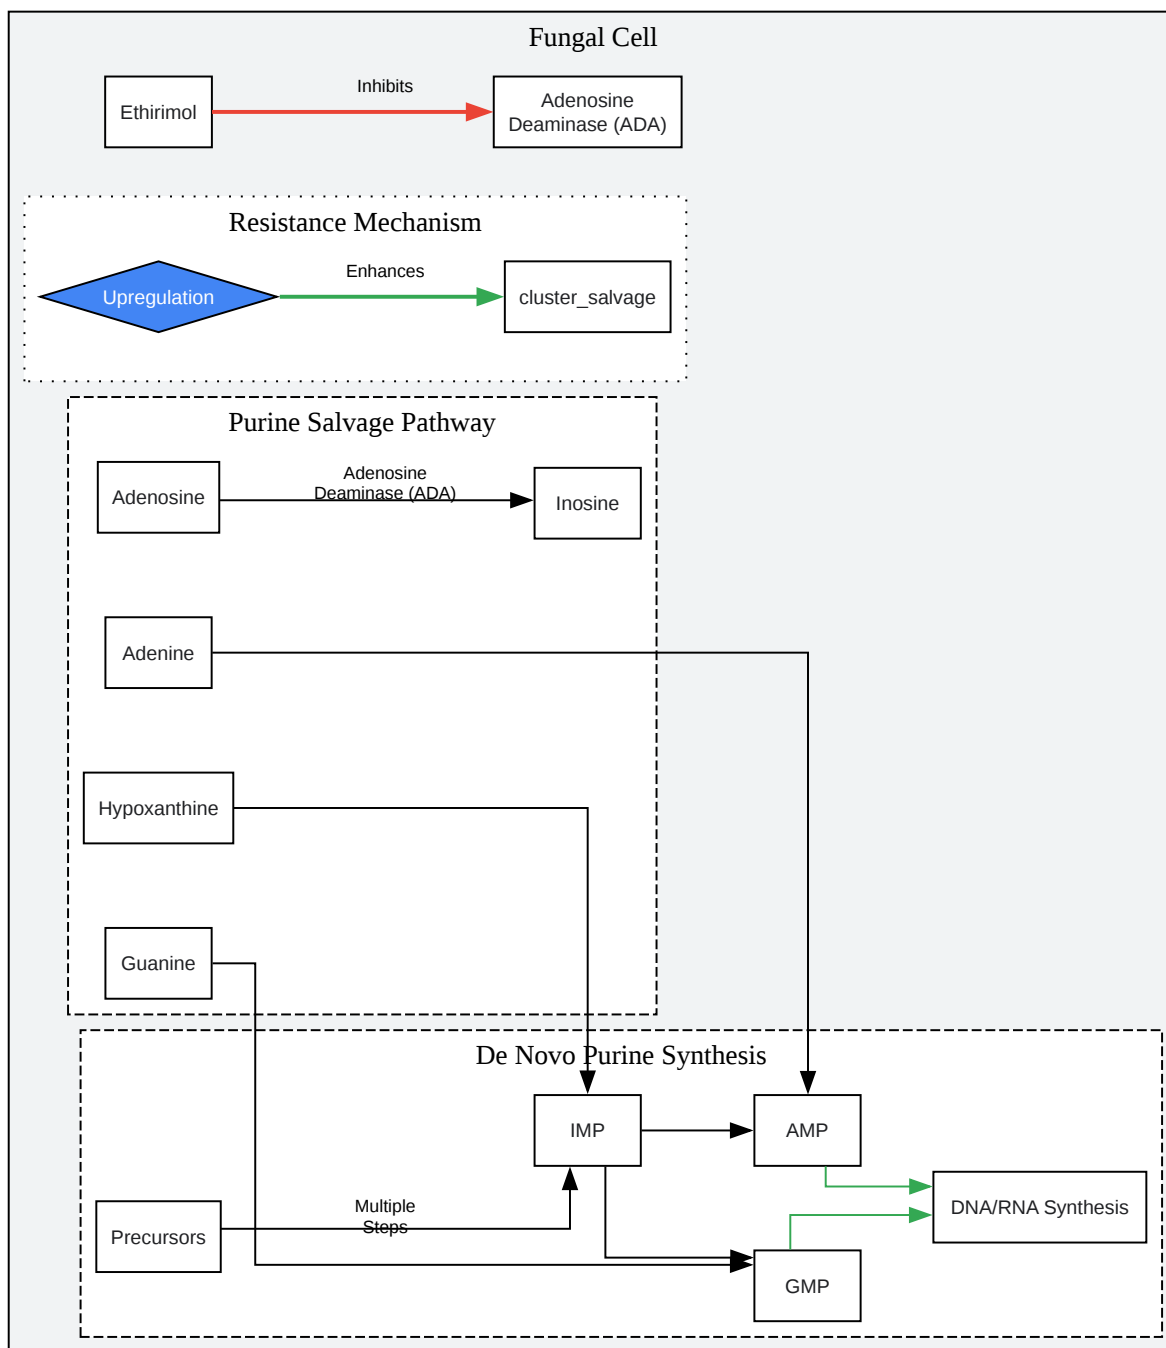 Fungal Cell
Ethirimol
Inhibits
Adenosine
Deaminase (ADA)
Resistance Mechanism
Upregulation
Enhances
cluster_salvage
Purine Salvage Pathway
Adenosine
Adenosine
Deaminase (ADA)
Inosine
Adenine
Hypoxanthine
Guanine
De Novo Purine Synthesis
IMP
AMP
DNA/RNA Synthesis
Precursors
Multiple
Steps
GMP